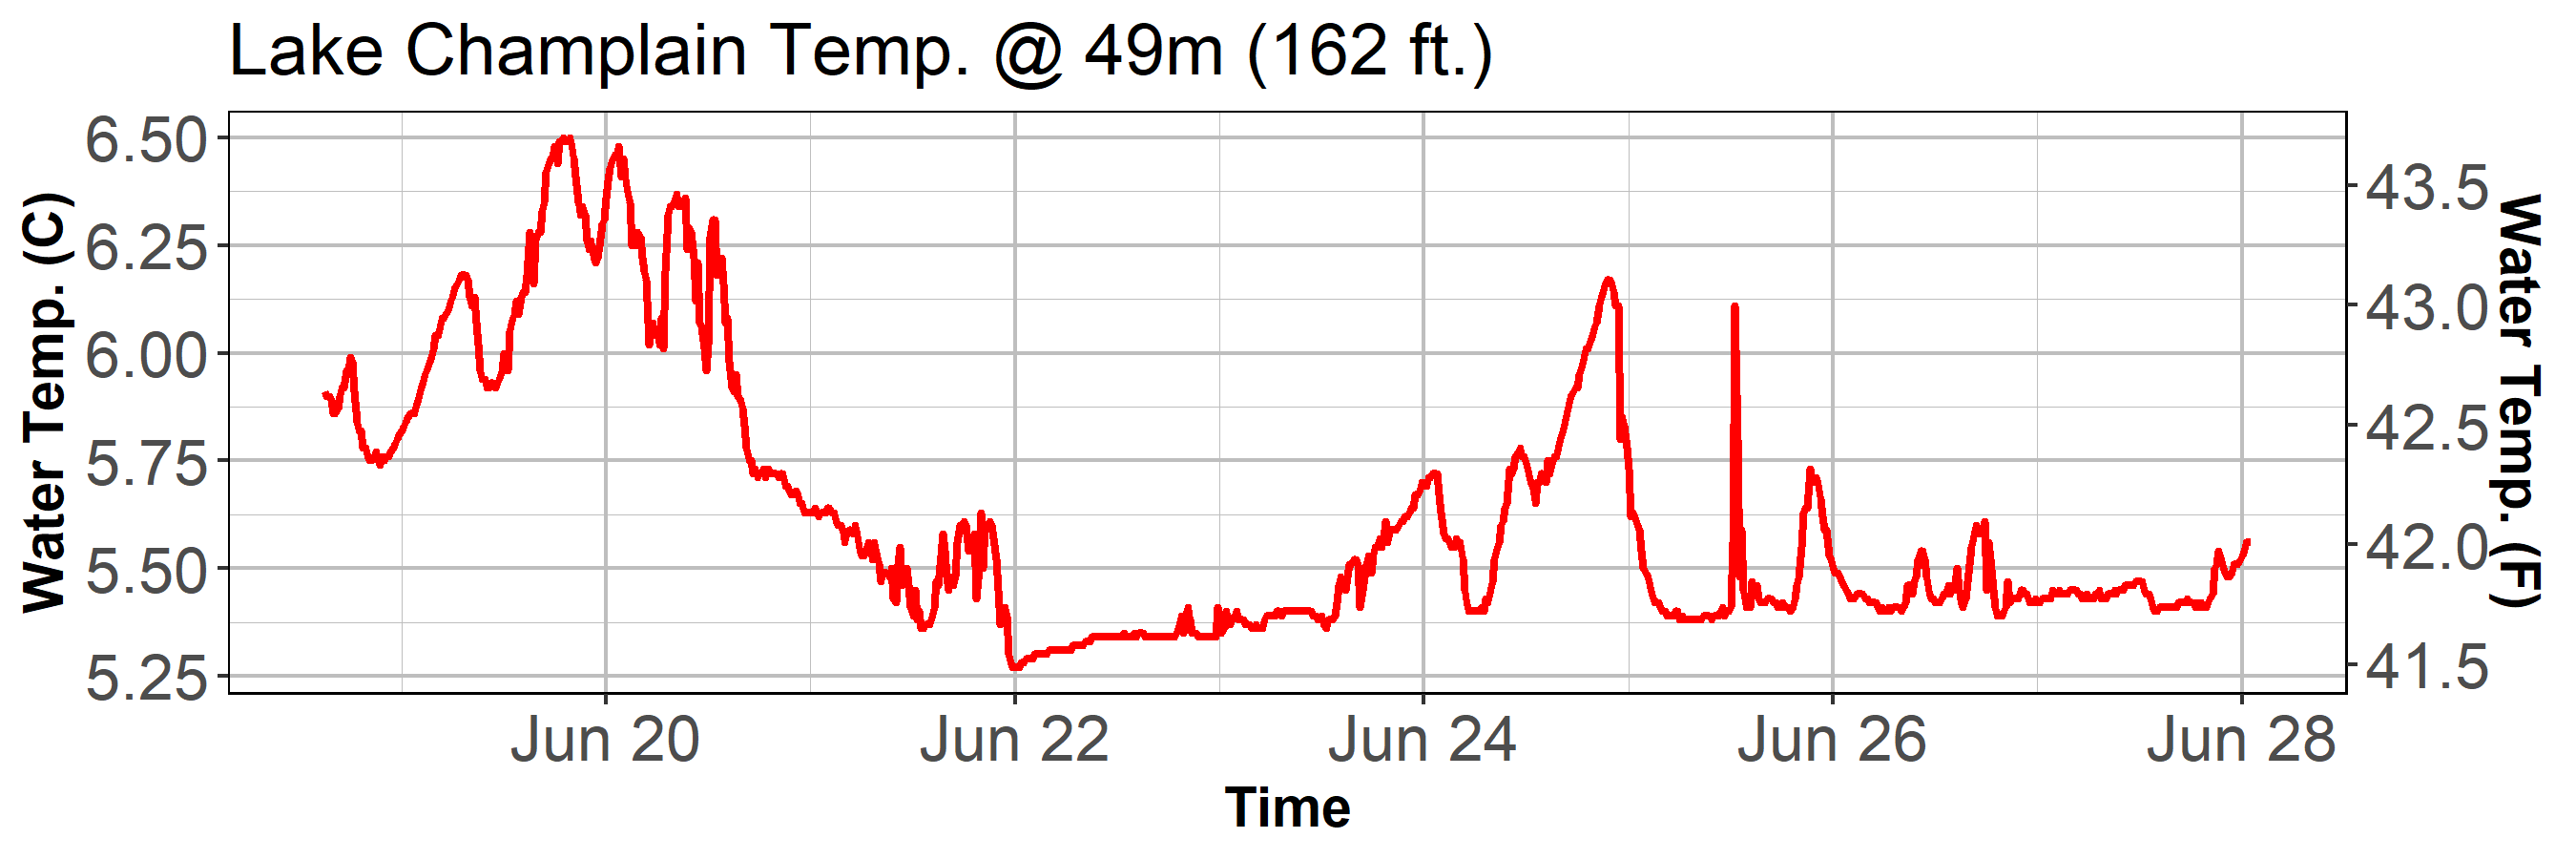 Lake Champlain Temp. @ 49m (162 ft.)
Water Temp. (C)
6.50
6.25
6.00
5.75
5.50
5.25
43.5
43.0
42.5
42.0
41.5
Water Temp. (F)
Jun 20 Jun 22 Jun 24 Jun 26 Jun 28
Time